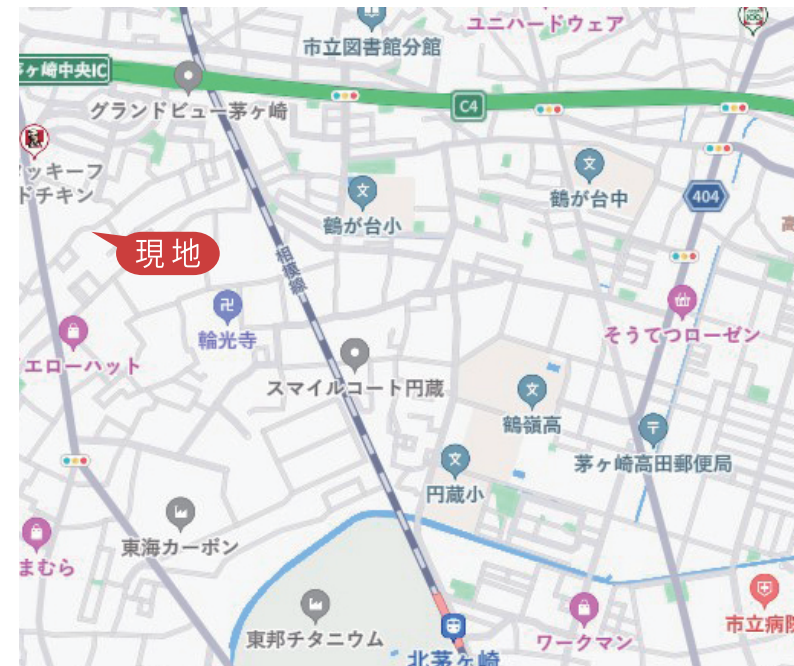 市立図書館分館
ユニハードウェア
ヶ崎中央IC
グランドビュー茅ヶ崎
C4
ッキーフ
ドチキン
文
鶴が台小
文
鶴が台中
404
高
現地
相模線
卍
輪光寺
そうてつローゼン
エローハット
スマイルコート円蔵
文
鶴嶺高
〒
茅ヶ崎高田郵便局
文
円蔵小
東海カーボン
まむら
東邦チタニウム
北茅ヶ崎
ワークマン
市立病院